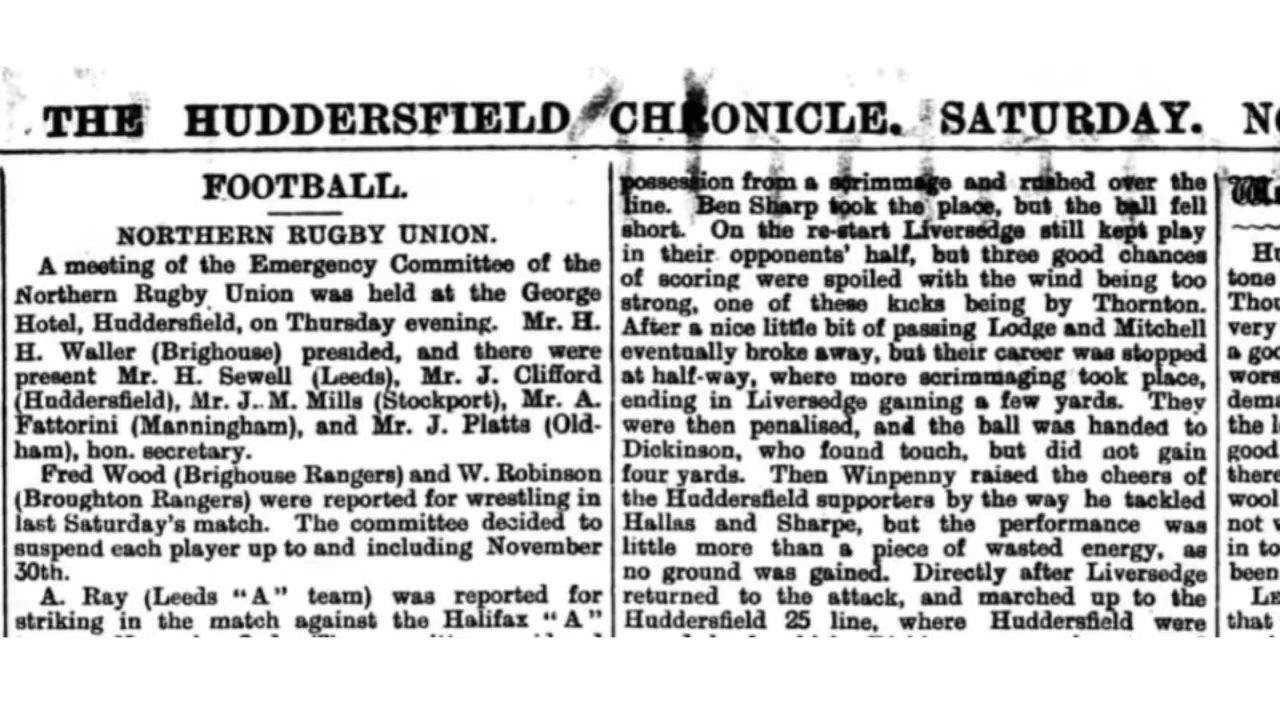 THE HUDDERSFIELD CHRONICLE. SATURDAY.
FOOTBALL.
NORTHERN RUGBY UNION.
A meeting of the Emergency Committee of the
Northern Rugby Union was held at the George
Hotel, Huddersfield, on Thursday evening. Mr. H.
H. Waller (Brighouse) presided, and there were
present Mr. H. Sewell (Leeds), Mr. J. Clifford
(Huddersfield), Mr. J. M. Mills (Stockport), Mr. A.
Fattorini (Manningham), and Mr. J. Platts (Old-
ham), hon. secretary.
Fred Wood (Brighouse Rangers) and W. Robinson
(Broughton Rangers) were reported for wrestling in
last Saturday's match. The committee decided to
suspend each player up to and including November
30th.
A. Ray (Leeds "A" team) was reported for
striking in the match against the Halifax "A"
possession from a scrimmage and rushed over the
line. Ben Sharp took the place, but the ball fell
short. On the re-start Liversedge still kept play
in their opponents' half, but three good chances
of scoring were spoiled with the wind being too
strong, one of these kicks being by Thornton.
After a nice little bit of passing Lodge and Mitchell
eventually broke away, but their career was stopped
at half-way, where more scrimmaging took place,
ending in Liversedge gaining a few yards. They
were then penalised, and the ball was handed to
Dickinson, who found touch, but did not gain
four yards. Then Winpenny raised the cheers of
the Huddersfield supporters by the way he tackled
Hallas and Sharpe, but the performance was
little more than a piece of wasted energy, as
no ground was gained. Directly after Liversedge
returned to the attack, and marched up to the
Huddersfield 25 line, where Huddersfield were
tone
very
a
the
good
not
in
been
that